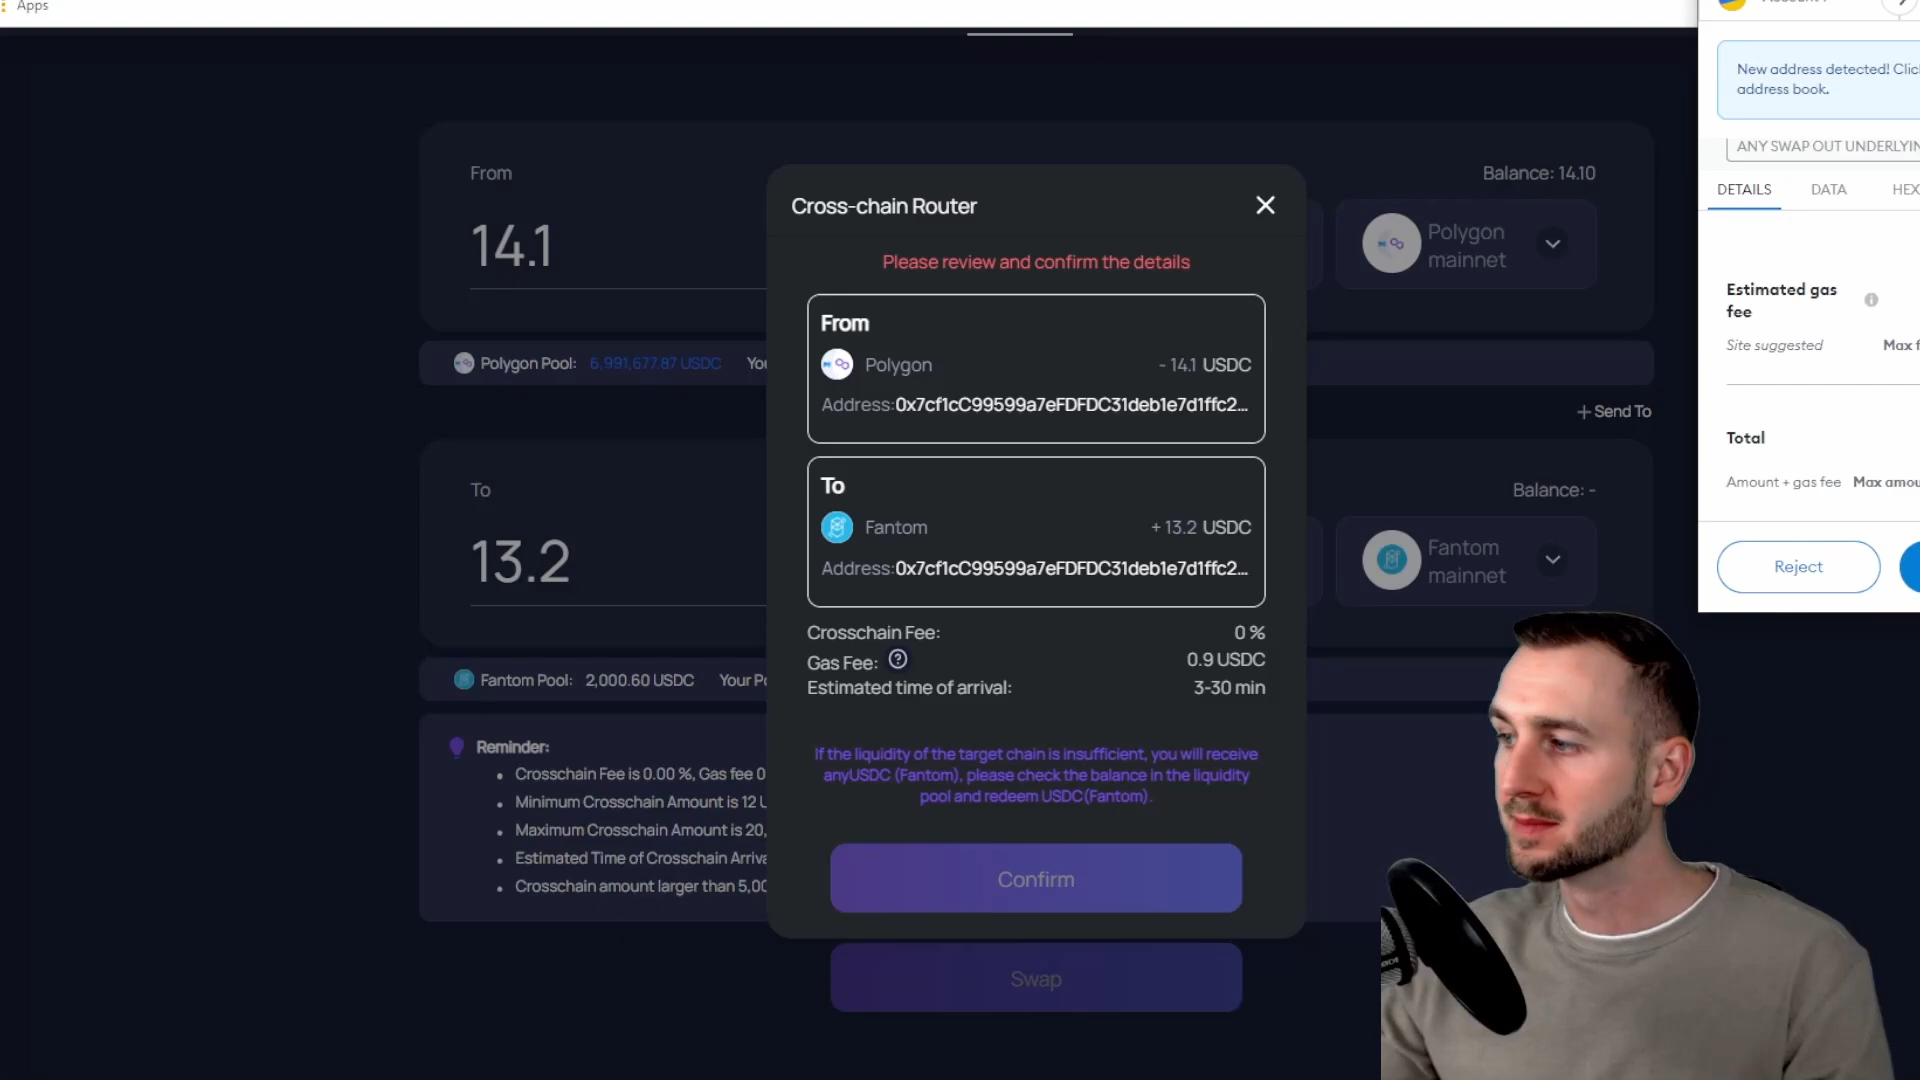 Apps
From
14.1
Balance: 14.10
Polygon
mainnet
Polygon Pool: 6,991,677.87 USDC
Send To
To
13.2
Balance: -
Fantom
mainnet
Fantom Pool: 2,000.60 USDC
Reminder:
Crosschain Fee is 0.00 %, Gas fee
Minimum Crosschain Amount is 12
Maximum Crosschain Amount is 20,
Estimated Time of Crosschain
Crosschain amount larger than
Swap
Cross-chain Router
Please review and confirm the details
From
Polygon - 14.1 USDC
Address:0x7cf1cC99599a7eFDFDC31deb1e7d1ffc2...
To
Fantom + 13.2 USDC
Address:0x7cf1cC99599a7eFDFDC31deb1e7d1ffc2...
Crosschain Fee: 0 %
Gas Fee: 0.9 USDC
Estimated time of arrival: 3-30 min
If the liquidity of the target chain is insufficient, you will receive
anyUSDC (Fantom), please check the balance in the liquidity
pool and redeem USDC(Fantom).
Confirm
New address detected!
address book.
ANY SWAP OUT
DETAILS DATA HEX
Estimated gas
fee
Site suggested Max
Total
Amount + gas fee Max
Reject